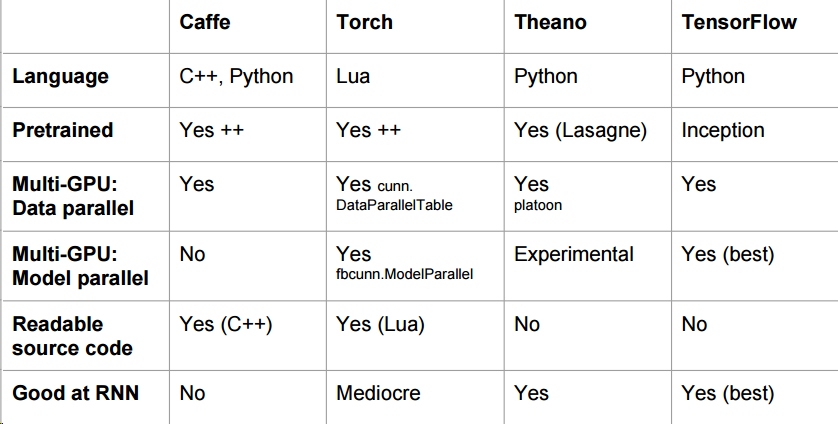 Caffe Torch Theano TensorFlow
Language C++, Python Lua Python Python
Pretrained Yes ++ Yes ++ Yes (Lasagne) Inception
Multi-GPU: Yes Yes cunn. Yes Yes
Data parallel DataParallelTable platoon
Multi-GPU: No Yes Experimental Yes (best)
Model parallel fbcunn.ModelParallel
Readable Yes (C++) Yes (Lua) No No
source code
Good at RNN No Mediocre Yes Yes (best)